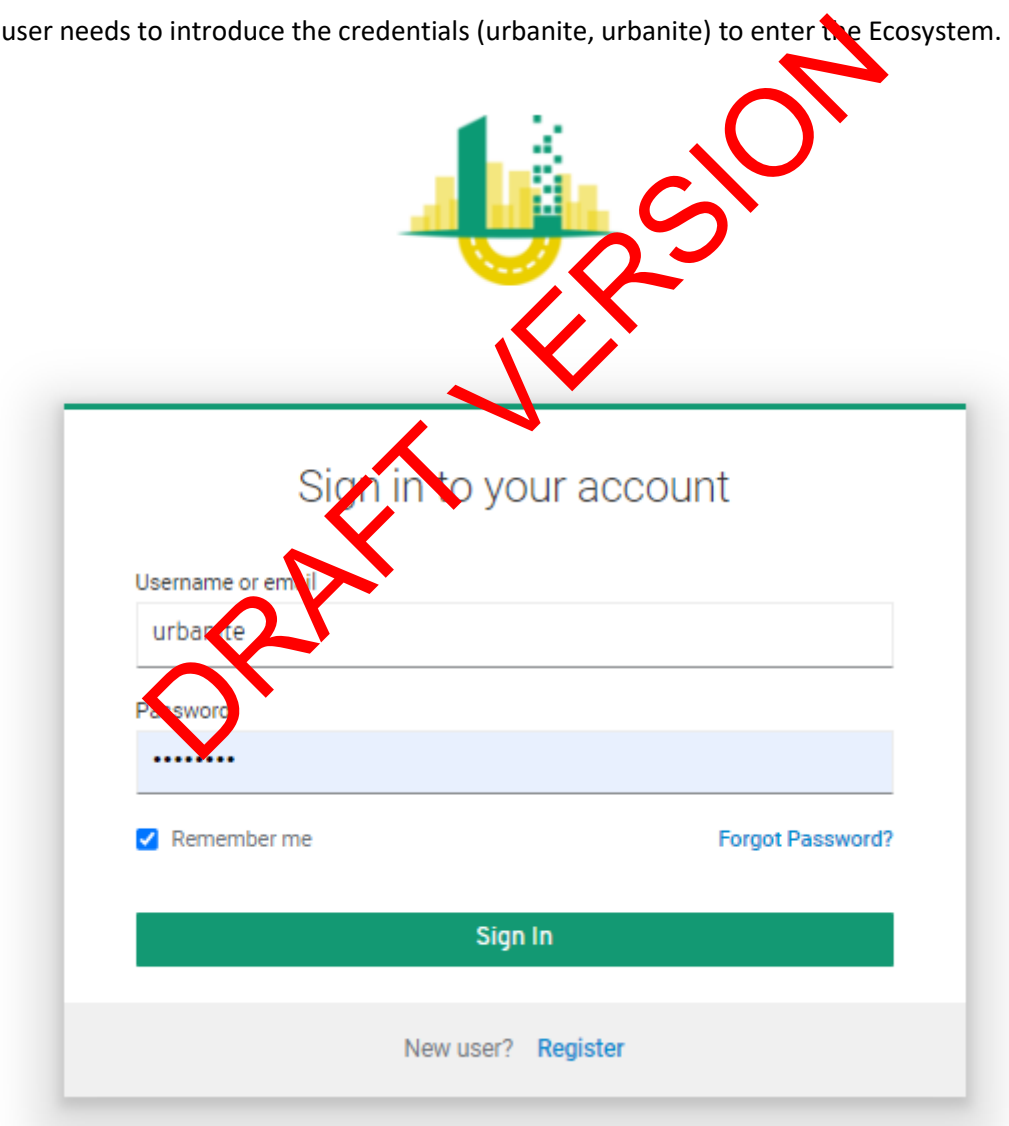 user needs to introduce the credentials (urbanite, urbanite) to enter the Ecosystem.
DRAFT VERSION
Sign in to your account
Username or email
urbanite
Password
••••••••
Remember me
Forgot Password?
Sign In
New user? Register